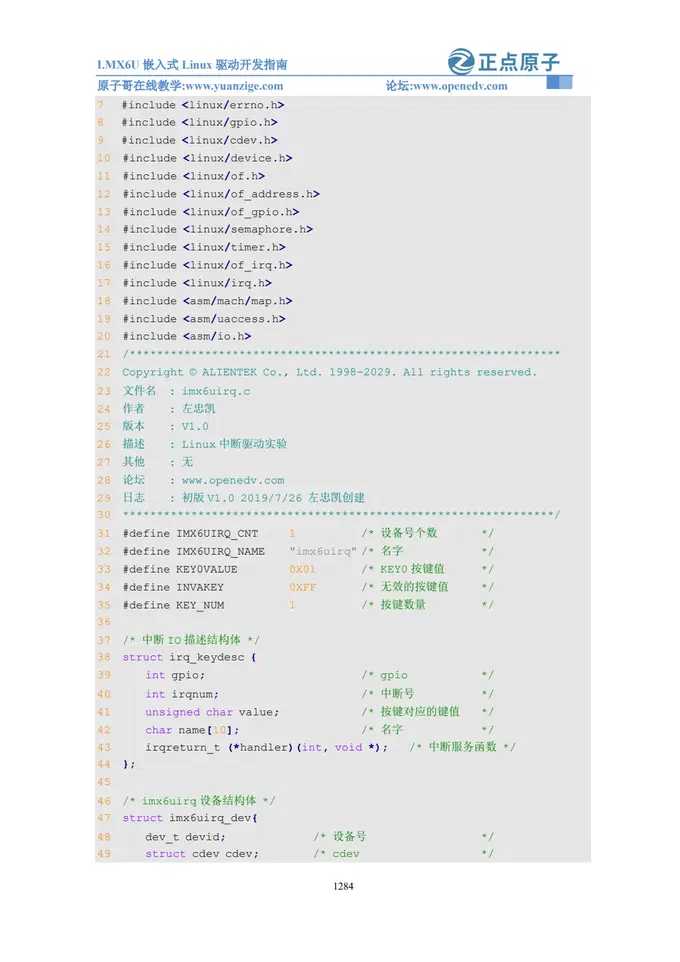 I.MX6U 嵌入式 Linux 驱动开发指南
正点原子
原子哥在线教学:www.yuanzige.com 论坛:www.openedv.com
7 #include <linux/errno.h>
8 #include <linux/gpio.h>
9 #include <linux/cdev.h>
10 #include <linux/device.h>
11 #include <linux/of.h>
12 #include <linux/of_address.h>
13 #include <linux/of_gpio.h>
14 #include <linux/semaphore.h>
15 #include <linux/timer.h>
16 #include <linux/of_irq.h>
17 #include <linux/irq.h>
18 #include <asm/mach/map.h>
19 #include <asm/uaccess.h>
20 #include <asm/io.h>
21 /***************************************************************
22 Copyright © ALIENTEK Co., Ltd. 1998-2029. All rights reserved.
23 文件名 : imx6uirq.c
24 作者 : 左忠凯
25 版本 : V1.0
26 描述 : Linux 中断驱动实验
27 其他 : 无
28 论坛 : www.openedv.com
29 日志 : 初版 V1.0 2019/7/26 左忠凯创建
30 ***************************************************************/
31 #define IMX6UIRQ_CNT 1 /* 设备号个数 */
32 #define IMX6UIRQ_NAME "imx6uirq" /* 名字 */
33 #define KEY0VALUE 0X01 /* KEY0 按键值 */
34 #define INVAKEY 0XFF /* 无效的按键值 */
35 #define KEY_NUM 1 /* 按键数量 */
36
37 /* 中断 IO 描述结构体 */
38 struct irq_keydesc {
39 int gpio; /* gpio */
40 int irqnum; /* 中断号 */
41 unsigned char value; /* 按键对应的键值 */
42 char name[10]; /* 名字 */
43 irqreturn_t (*handler)(int, void *); /* 中断服务函数 */
44 };
45
46 /* imx6uirq 设备结构体 */
47 struct imx6uirq_dev{
48 dev_t devid; /* 设备号 */
49 struct cdev cdev; /* cdev */
1284